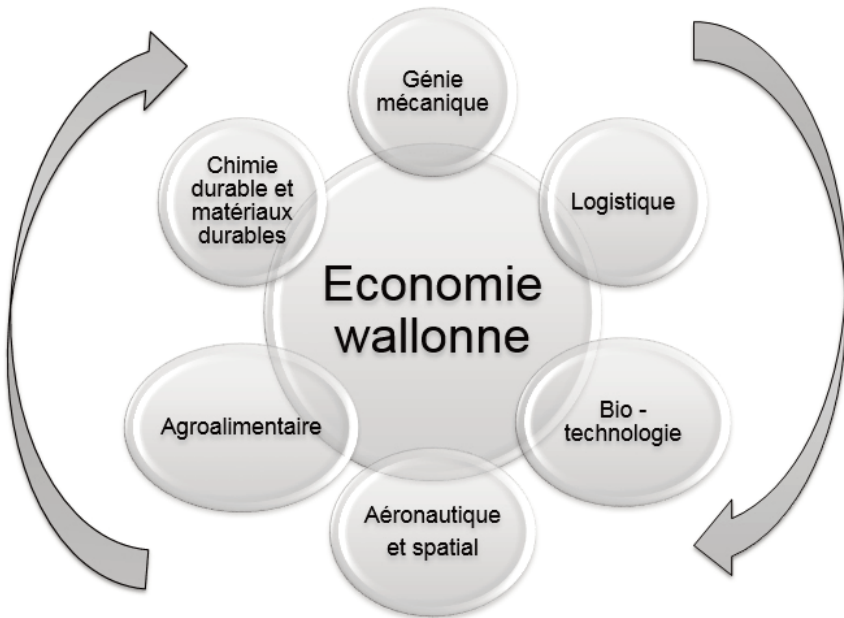 Génie
mécanique
Chimie
durable et
matériaux
durables
Logistique
Economie
wallonne
Agroalimentaire
Bio -
technologie
Aéronautique
et spatial